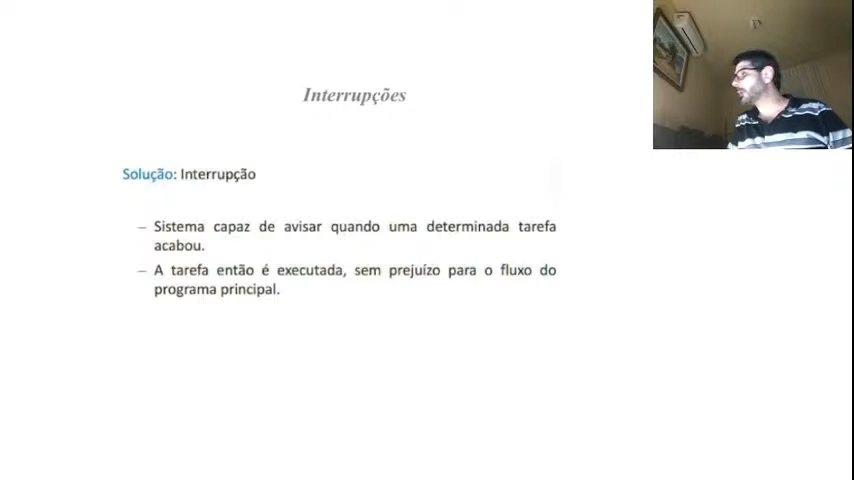 Interrupções
Solução: Interrupção
– Sistema capaz de avisar quando uma determinada tarefa
acabou.
– A tarefa então é executada, sem prejuízo para o fluxo do
programa principal.